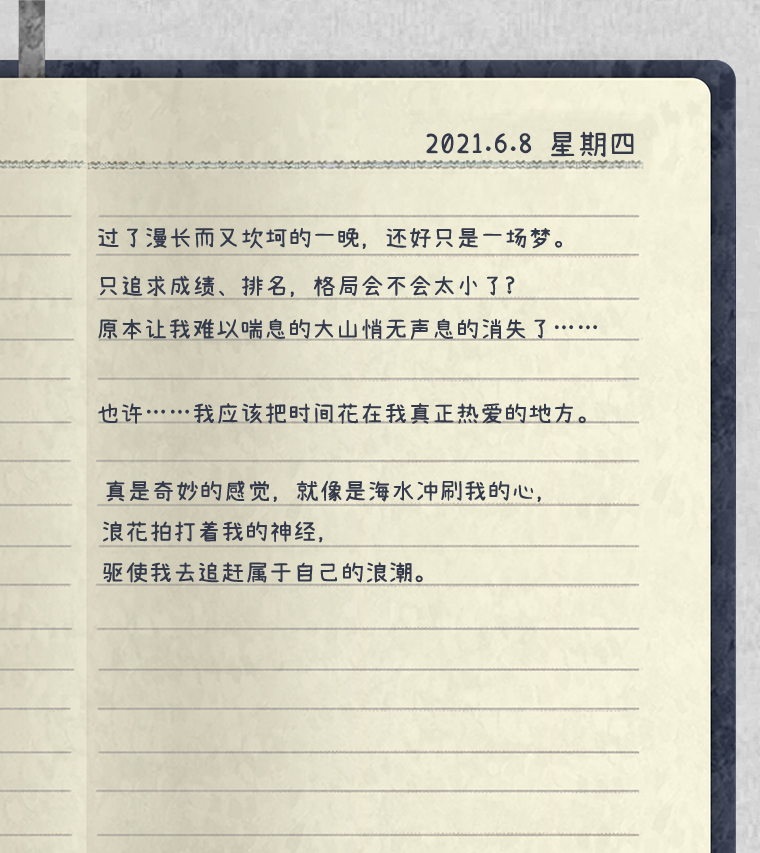 2021.6.8 星期四
过了漫长而又坎坷的一晚，还好只是一场梦。
只追求成绩、排名，格局会不会太小了？
原本让我难以喘息的大山悄无声息的消失了……
也许……我应该把时间花在我真正热爱的地方。
真是奇妙的感觉，就像是海水冲刷我的心，
浪花拍打着我的神经，
驱使我去追赶属于自己的浪潮。